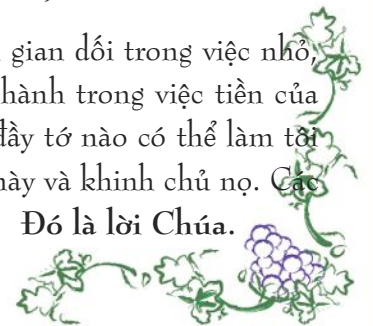 gian dối trong việc nhỏ,
hành trong việc tiền của
đầy tớ nào có thể làm tôi
này và khinh chủ nọ. Các
Đó là lời Chúa.